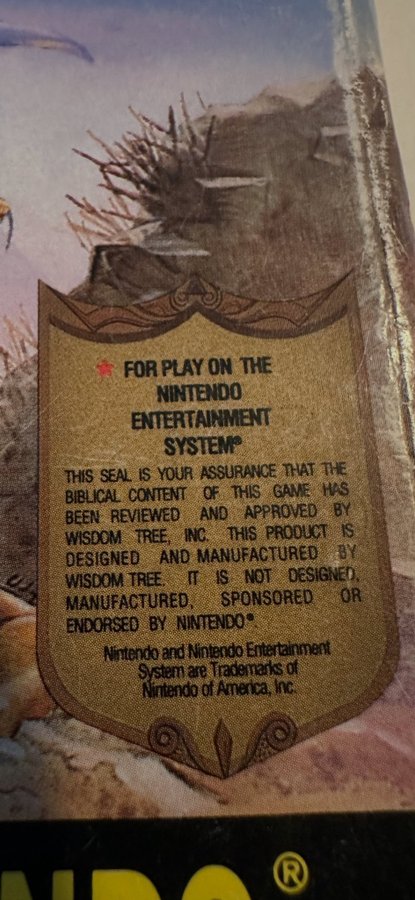 ★ FOR PLAY ON THE
NINTENDO
ENTERTAINMENT
SYSTEM®
THIS SEAL IS YOUR ASSURANCE THAT THE
BIBLICAL CONTENT OF THIS GAME HAS
BEEN REVIEWED AND APPROVED BY
WISDOM TREE, INC. THIS PRODUCT IS
DESIGNED AND MANUFACTURED BY
WISDOM TREE. IT IS NOT DESIGNED,
MANUFACTURED, SPONSORED OR
ENDORSED BY NINTENDO®.
Nintendo and Nintendo Entertainment
System are Trademarks of
Nintendo of America, Inc.
NDO®